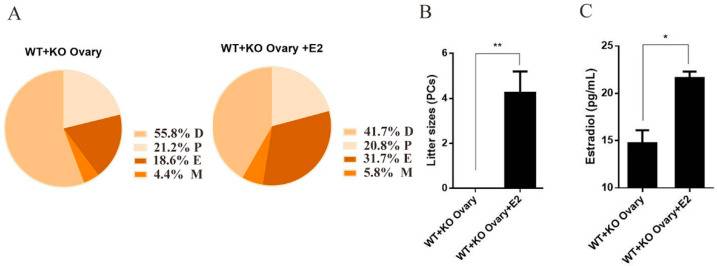 A
WT+KO Ovary
55.8% D
21.2% P
18.6% E
4.4% M
WT+KO Ovary +E2
41.7% D
20.8% P
31.7% E
5.8% M
B
Litter sizes (PCs)
6
4
2
0
**
WT+KO Ovary
WT+KO Ovary+E2
C
Estradiol (pg/mL)
25
20
15
10
*
WT+KO Ovary
WT+KO Ovary+E2